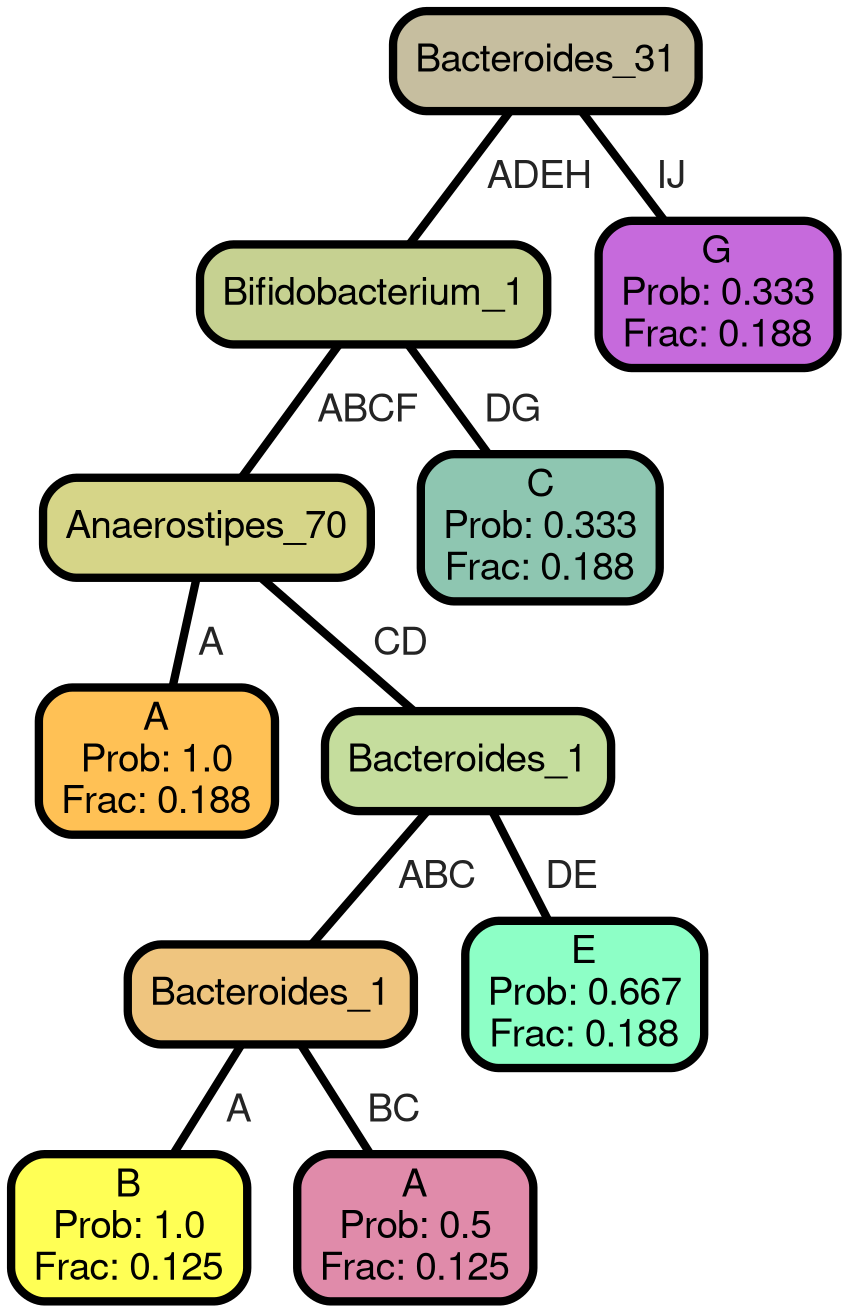 Bacteroides_31
ADEH
IJ
Bifidobacterium_1
G
Prob: 0.333
Frac: 0.188
ABCF
DG
Anaerostipes_70
C
Prob: 0.333
Frac: 0.188
A
CD
A
Prob: 1.0
Frac: 0.188
Bacteroides_1
ABC
DE
Bacteroides_1
E
Prob: 0.667
Frac: 0.188
A
BC
B
Prob: 1.0
Frac: 0.125
A
Prob: 0.5
Frac: 0.125